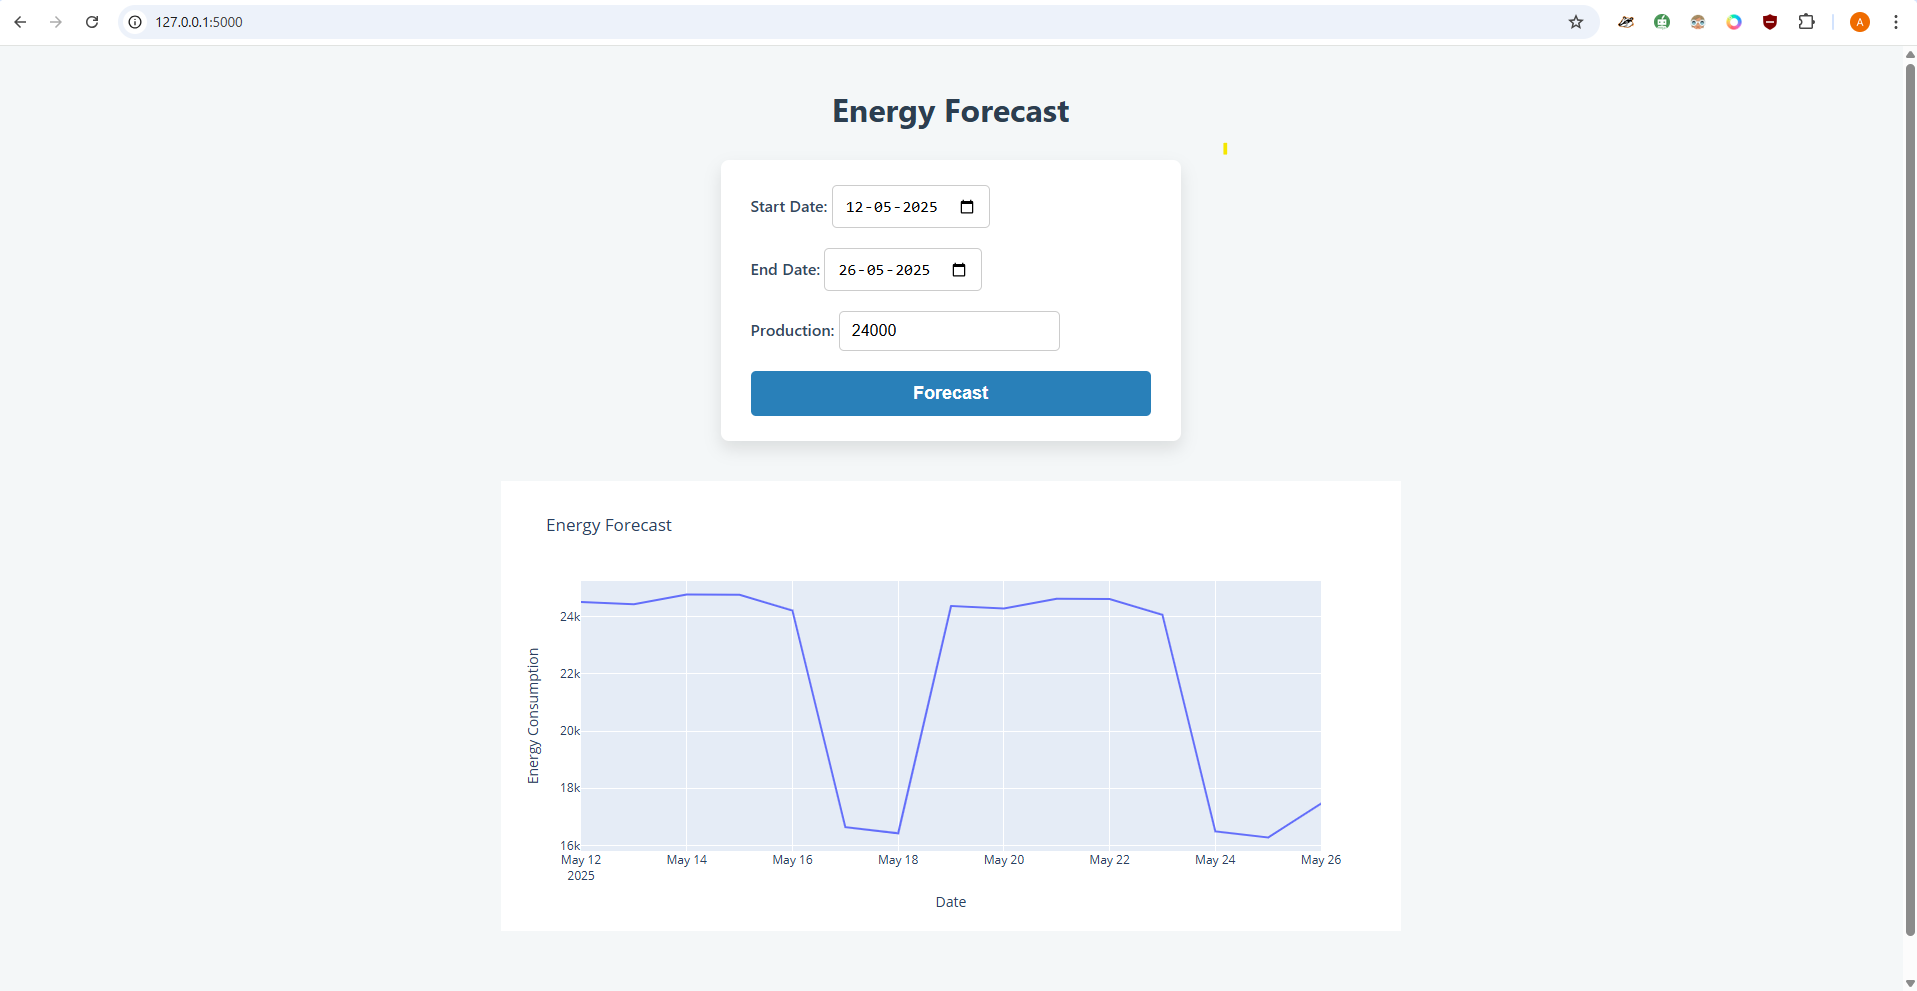 127.0.0.1:5000
A
Energy Forecast
Start Date: 12-05-2025
End Date: 26-05-2025
Production: 24000
Forecast
Energy Forecast
24k
22k
20k
18k
16k
Energy Consumption
May 12 May 14 May 16 May 18 May 20 May 22 May 24 May 26
2025
Date